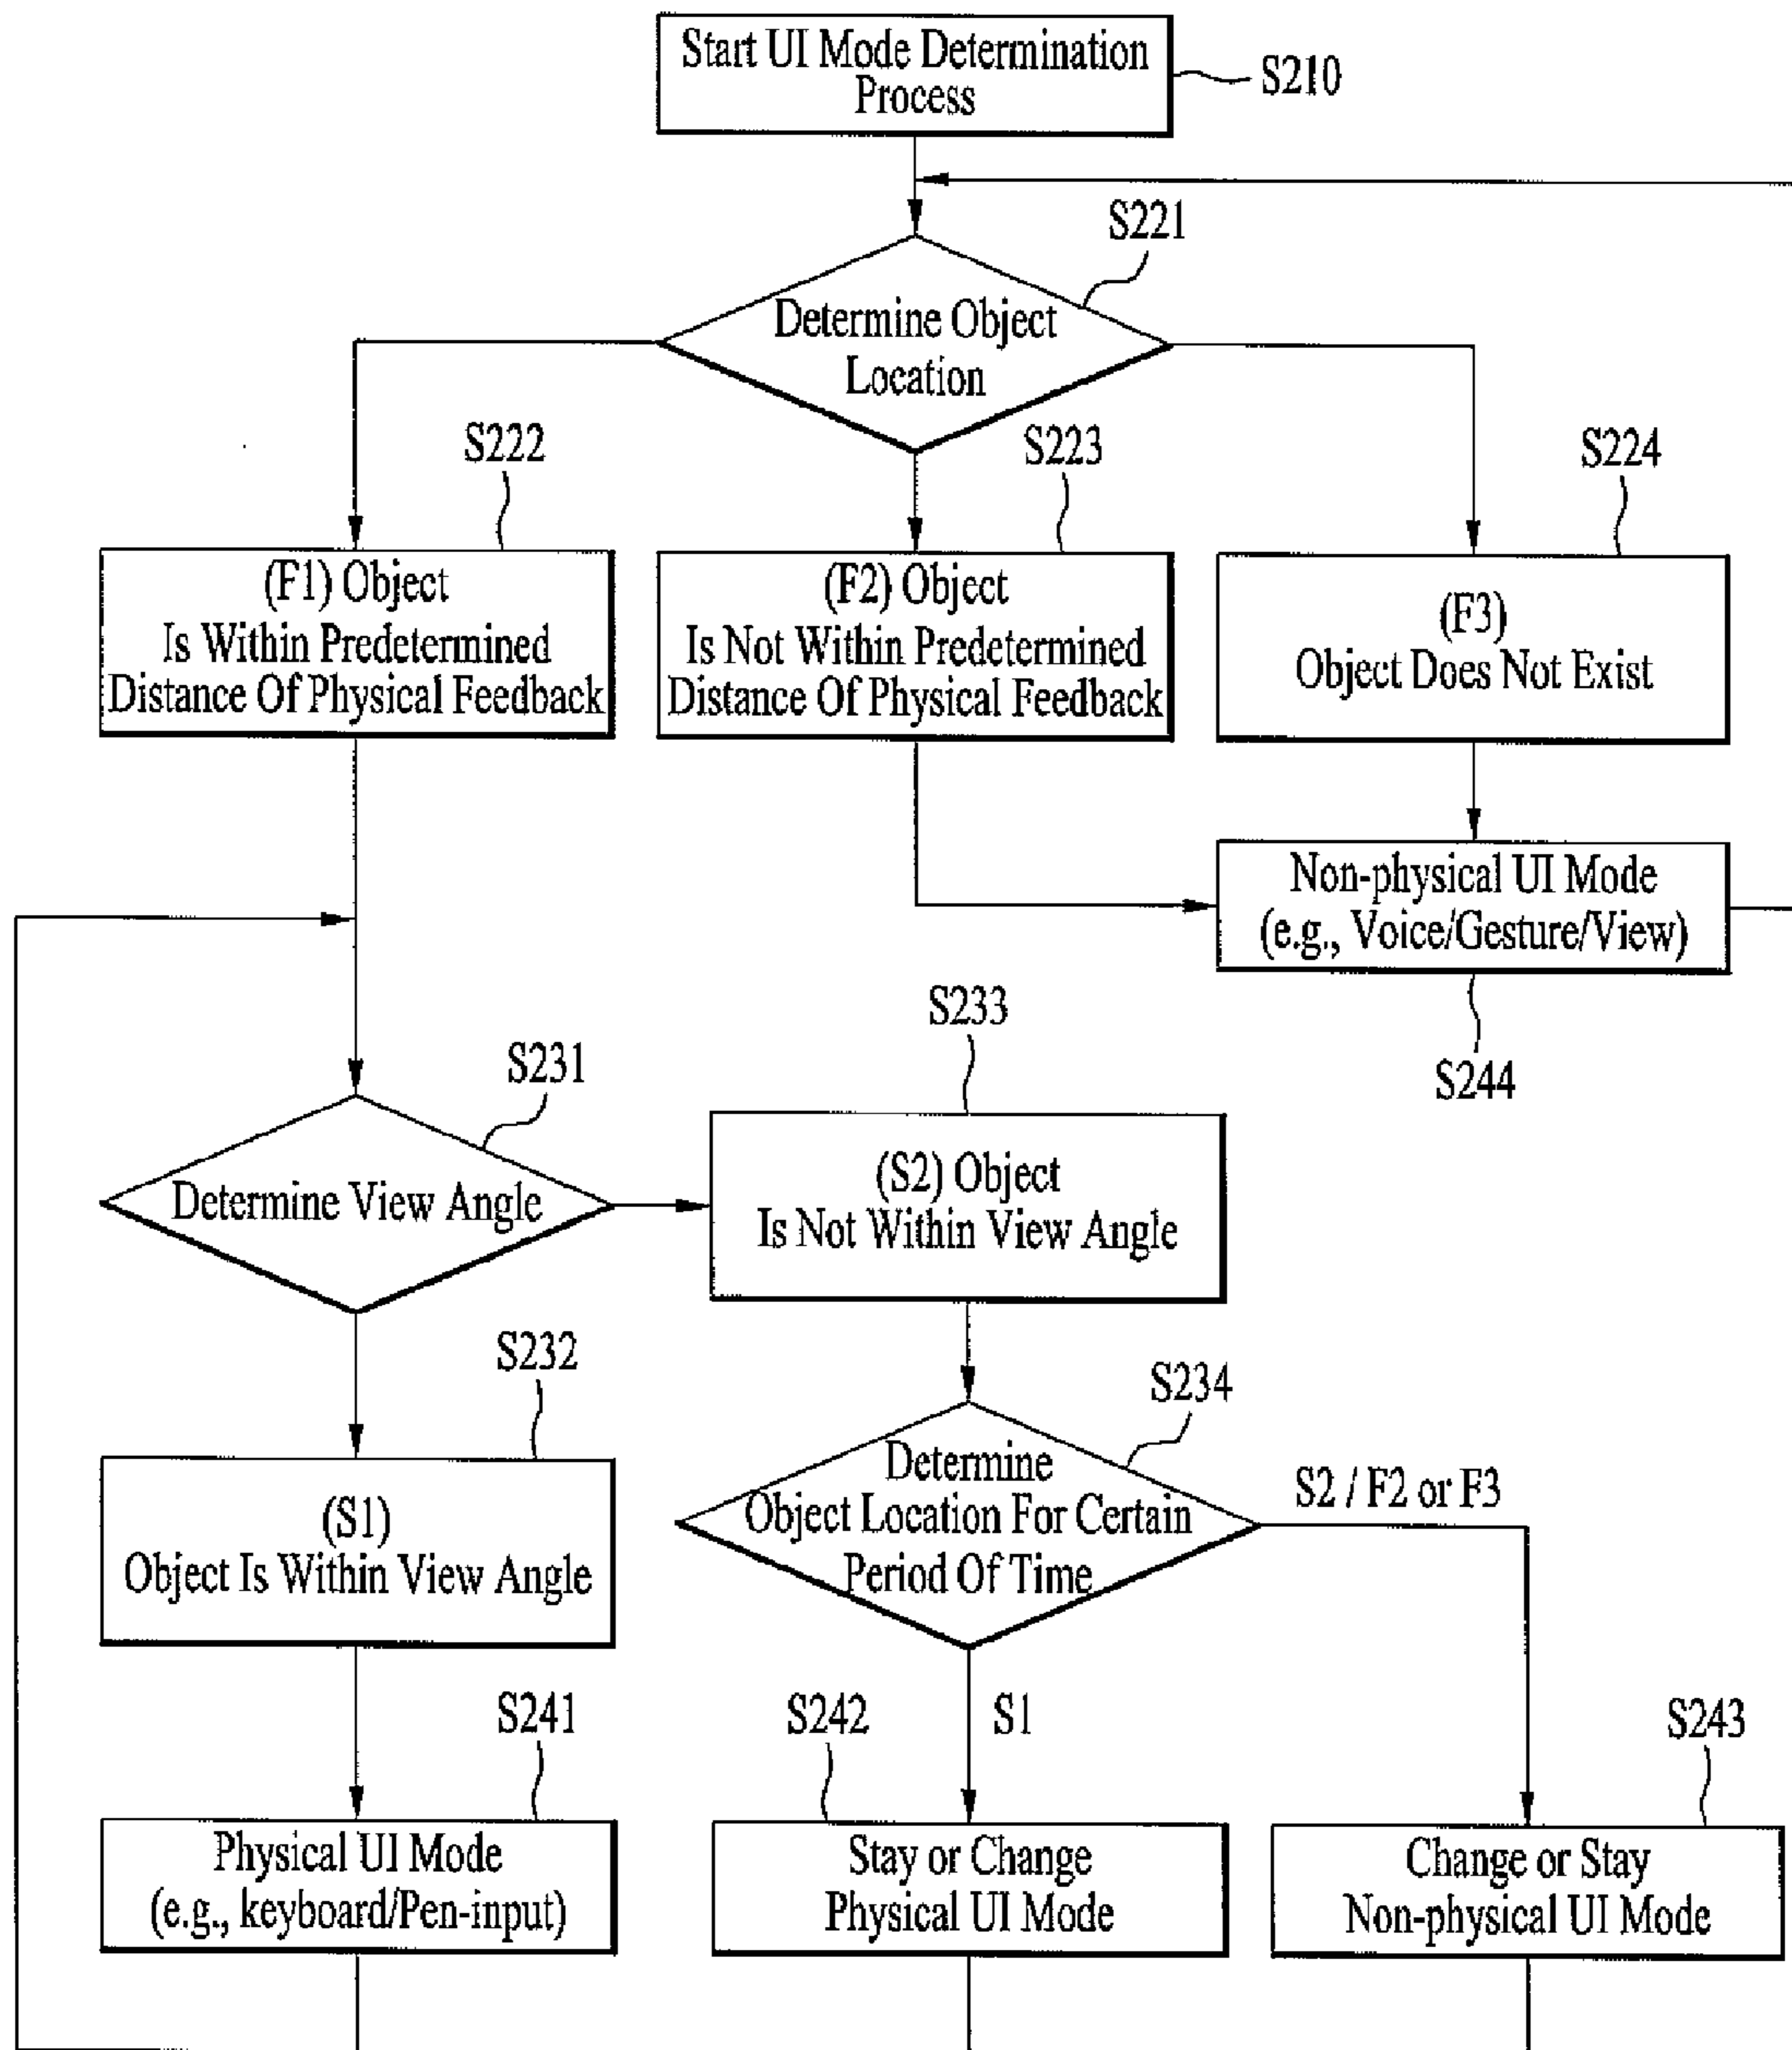 Start UI Mode Determination
Process
S210
S221
Determine Object
Location
S222
S223
S224
(F1) Object
Is Within Predetermined
Distance Of Physical Feedback
(F2) Object
Is Not Within Predetermined
Distance Of Physical Feedback
(F3)
Object Does Not Exist
Non-physical UI Mode
(e.g., Voice/Gesture/View)
S244
S231
Determine View Angle
S233
(S2) Object
Is Not Within View Angle
S232
(S1)
Object Is Within View Angle
S234
Determine
Object Location For Certain
Period Of Time
S2 / F2 or F3
S1
S241
Physical UI Mode
(e.g., keyboard/Pen-input)
S242
Stay or Change
Physical UI Mode
S243
Change or Stay
Non-physical UI Mode